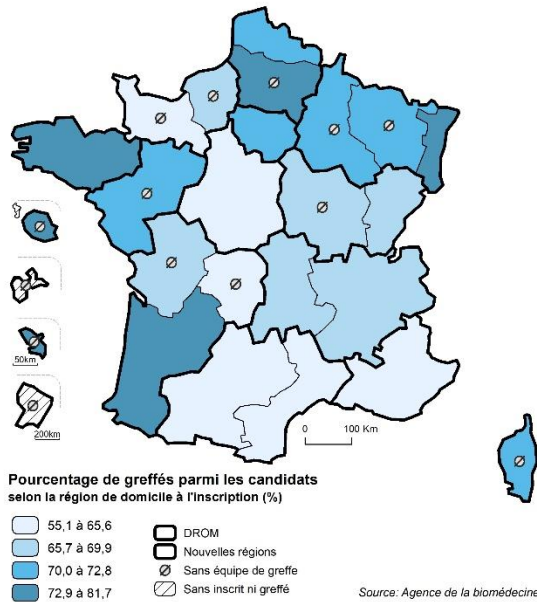 50km
200km
0 100 Km
Pourcentage de greffés parmi les candidats
selon la région de domicile à l'inscription (%)
55,1 à 65,6
65,7 à 69,9
70,0 à 72,8
72,9 à 81,7
DROM
Nouvelles régions
Sans équipe de greffe
Sans inscrit ni greffé
Source: Agence de la biomédecine